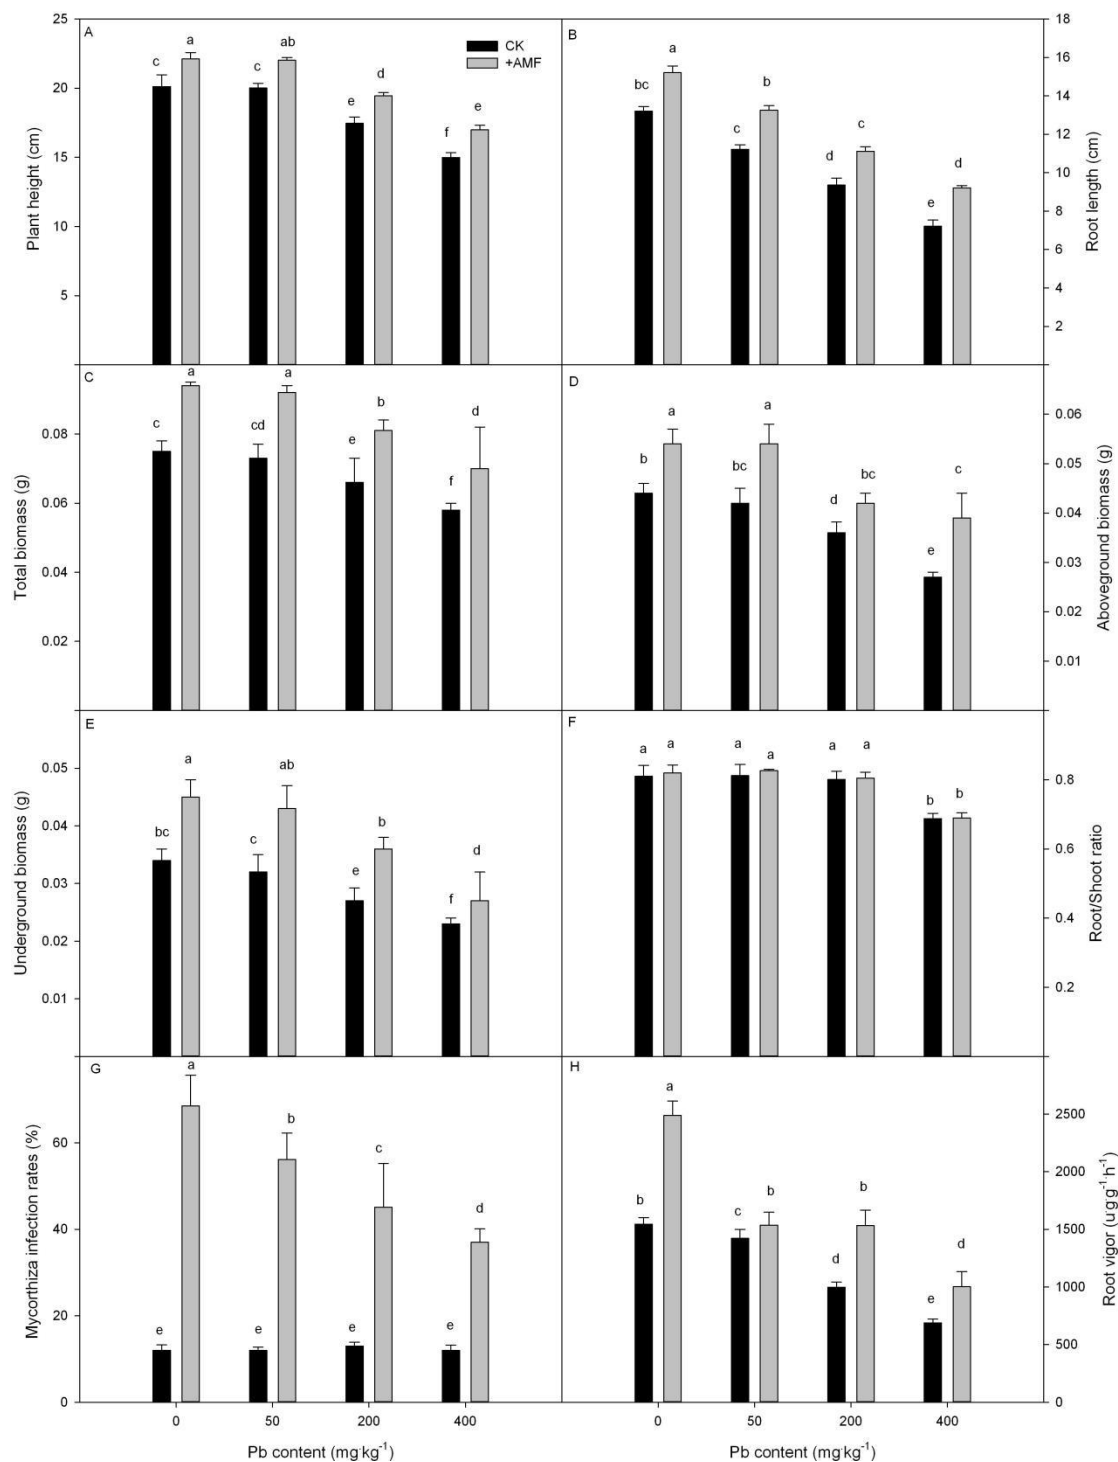 A
CK
+AMF
c a c ab e d f e
25
20
15
10
5
Plant height (cm)
B
bc a c b d c e d
18
16
14
12
10
8
6
4
2
Root length (cm)
C
c a cd a e b f d
0.08
0.06
0.04
0.02
Total biomass (g)
D
b a bc a d bc e c
0.06
0.05
0.04
0.03
0.02
0.01
Aboveground biomass (g)
E
bc a c ab e b f d
0.05
0.04
0.03
0.02
0.01
Underground biomass (g)
F
a a a a a a b b
0.8
0.6
0.4
0.2
Root/Shoot ratio
G
e a e b e c e d
60
40
20
0
Mycorthiza infection rates (%)
0 50 200 400
Pb content (mg·kg⁻¹)
H
b a c b d b e d
2500
2000
1500
1000
500
0
Root vigor (u·g·g⁻¹·h⁻¹)
0 50 200 400
Pb content (mg·kg⁻¹)